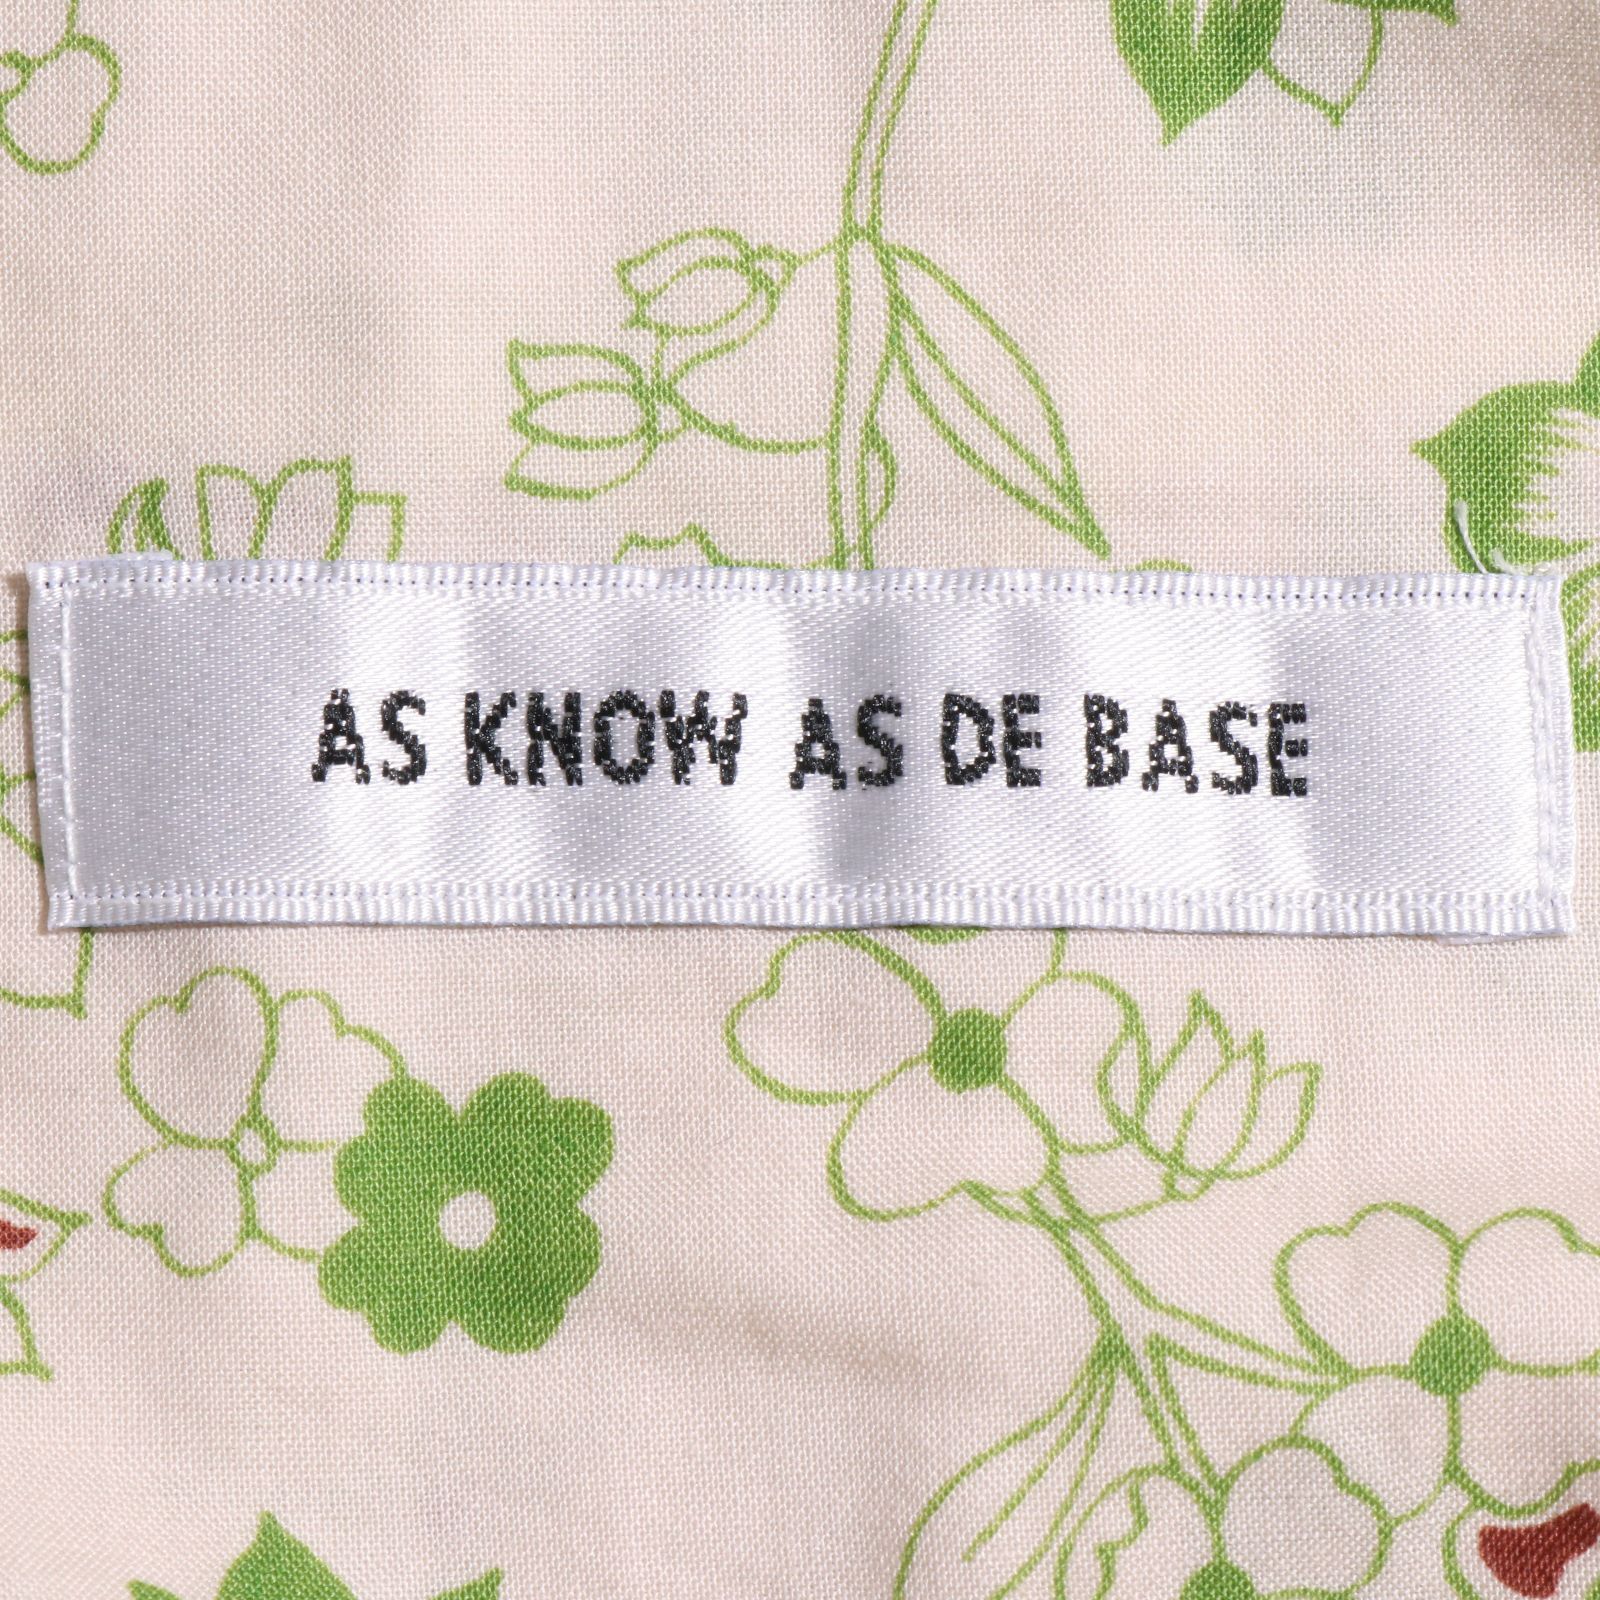 AS KNOW AS DE BASE